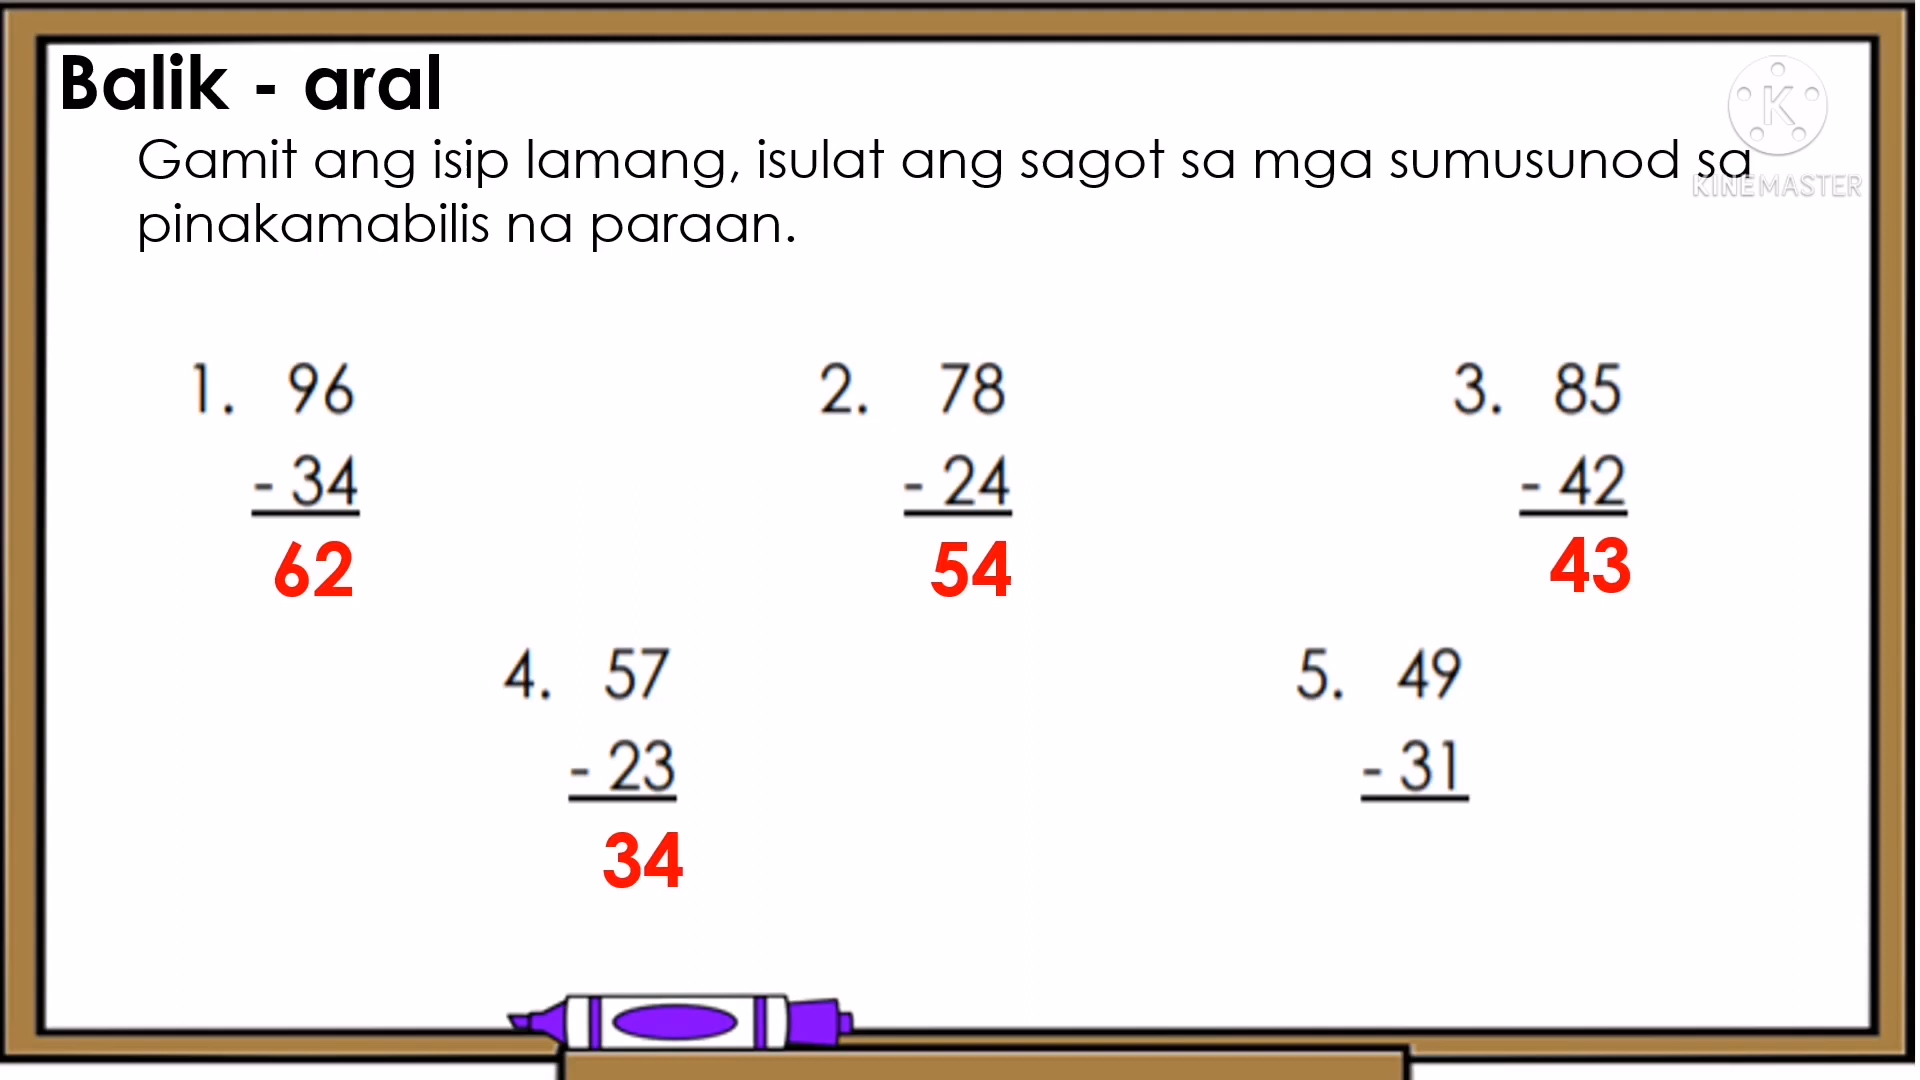 Balik - aral
Gamit ang isip lamang, isulat ang sagot sa mga sumusunod sa
pinakamabilis na paraan.
K
KINEMASTER
1. 96
- 34
62
2. 78
- 24
54
3. 85
- 42
43
4. 57
- 23
34
5. 49
- 31